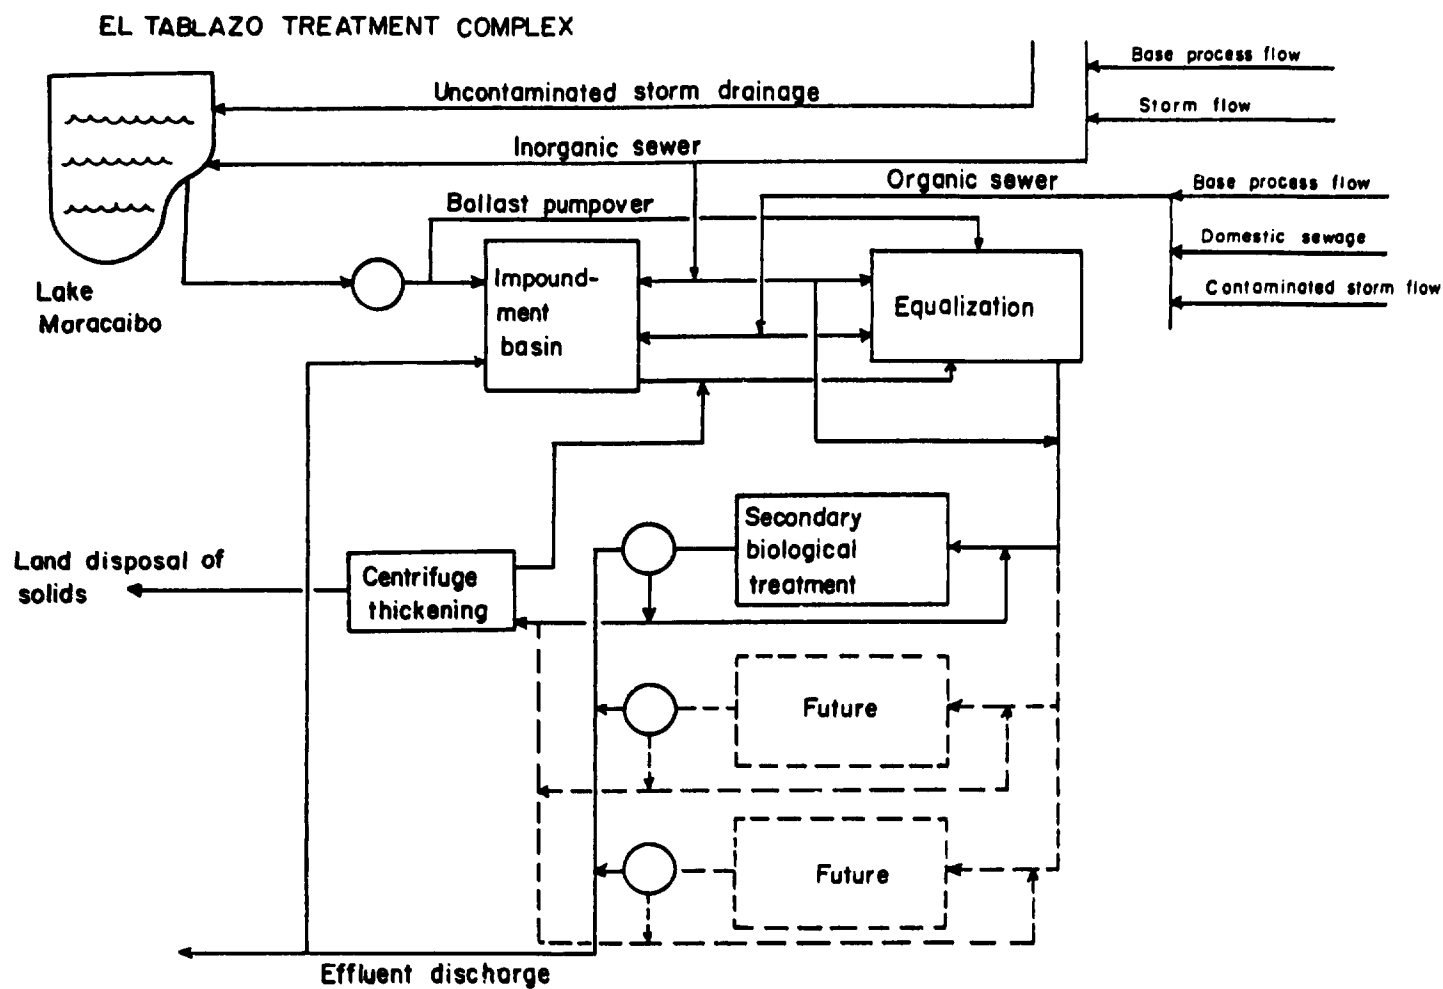 EL TABLAZO TREATMENT COMPLEX
Base process flow
Uncontaminated storm drainage
Storm flow
Inorganic sewer
Organic sewer
Base process flow
Ballast pumpover
Domestic sewage
Contaminated storm flow
Lake
Maracaibo
Impound-
ment
basin
Equalization
Secondary
biological
treatment
Land disposal of
solids
Centrifuge
thickening
Future
Future
Effluent discharge